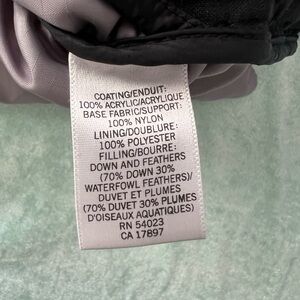 COATING/ENDUIT:
100% ACRYLIC/ACRYLIQUE
BASE FABRIC/SUPPORT:
100% NYLON
LINING/DOUBLURE:
100% POLYESTER
FILLING/BOURRE:
DOWN AND FEATHERS
(70% DOWN 30%
WATERFOWL FEATHERS)/
DUVET ET PLUMES
(70% DUVET 30% PLUMES
D'OISEAUX AQUATIQUES)
RN 54023
CA 17897